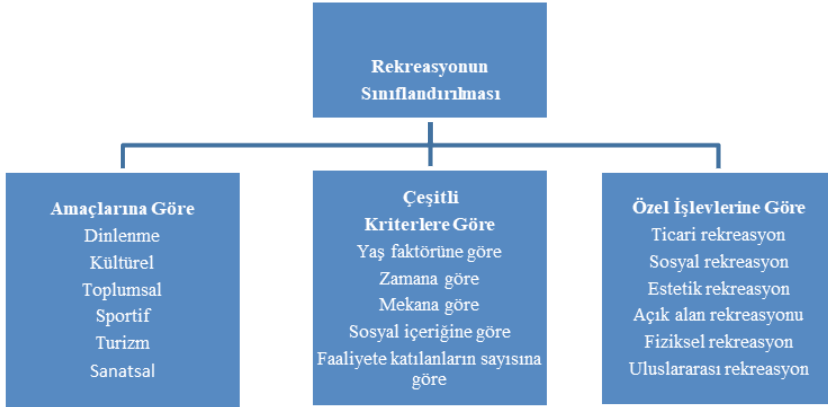 Rekreasyonun
Sınıflandırılması
Amaçlarına Göre
Dinlenme
Kültürel
Toplumsal
Sportif
Turizm
Sanatsal
Çeşitli
Kriterlere Göre
Yaş faktörüne göre
Zamana göre
Mekana göre
Sosyal içeriğine göre
Faaliyete katılanların sayısına
göre
Özel İşlevlerine Göre
Ticari rekreasyon
Sosyal rekreasyon
Estetik rekreasyon
Açık alan rekreasyonu
Fiziksel rekreasyon
Uluslararası rekreasyon